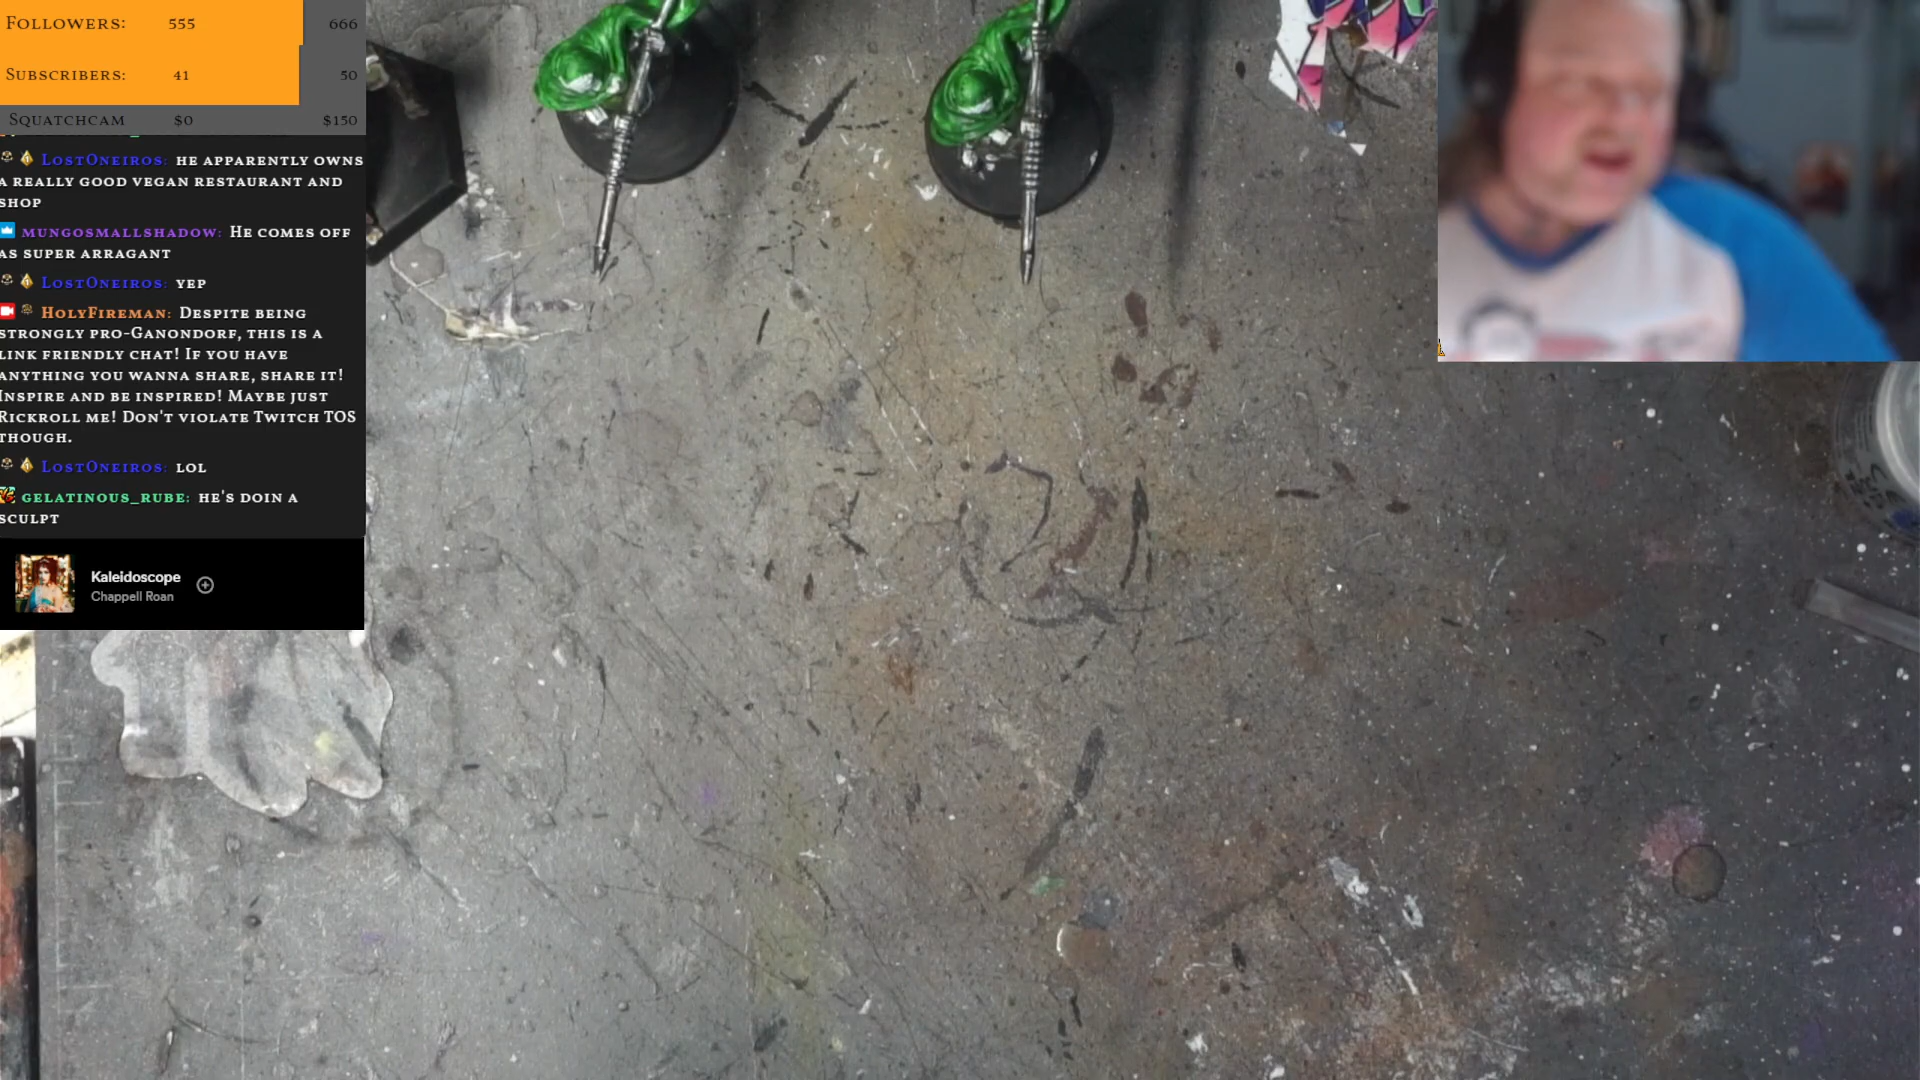 Followers: 555 666
Subscribers: 41 50
Squatchcam $0 $150
LostOneiros: he apparently owns
a really good vegan restaurant and
shop
mungosmallshadow: He comes off
as super arragant
LostOneiros: yep
HolyFireman: Despite being
strongly pro-Ganondorf, this is a
link friendly chat! If you have
anything you wanna share, share it!
Inspire and be inspired! Maybe just
Rickroll me! Don't violate Twitch TOS
though.
LostOneiros: lol
gelatinous_rube: he's doin a
sculpt
Kaleidoscope
Chappell Roan